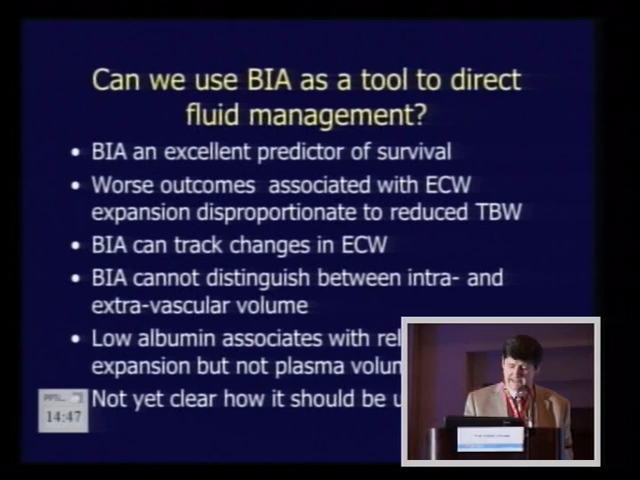 Can we use BIA as a tool to direct
fluid management?
• BIA an excellent predictor of survival
• Worse outcomes  associated with ECW
expansion disproportionate to reduced TBW
• BIA can track changes in ECW
• BIA cannot distinguish between intra- and
extra-vascular volume
• Low albumin associates with rel
expansion but not plasma volu
Not yet clear how it should be u
14:47